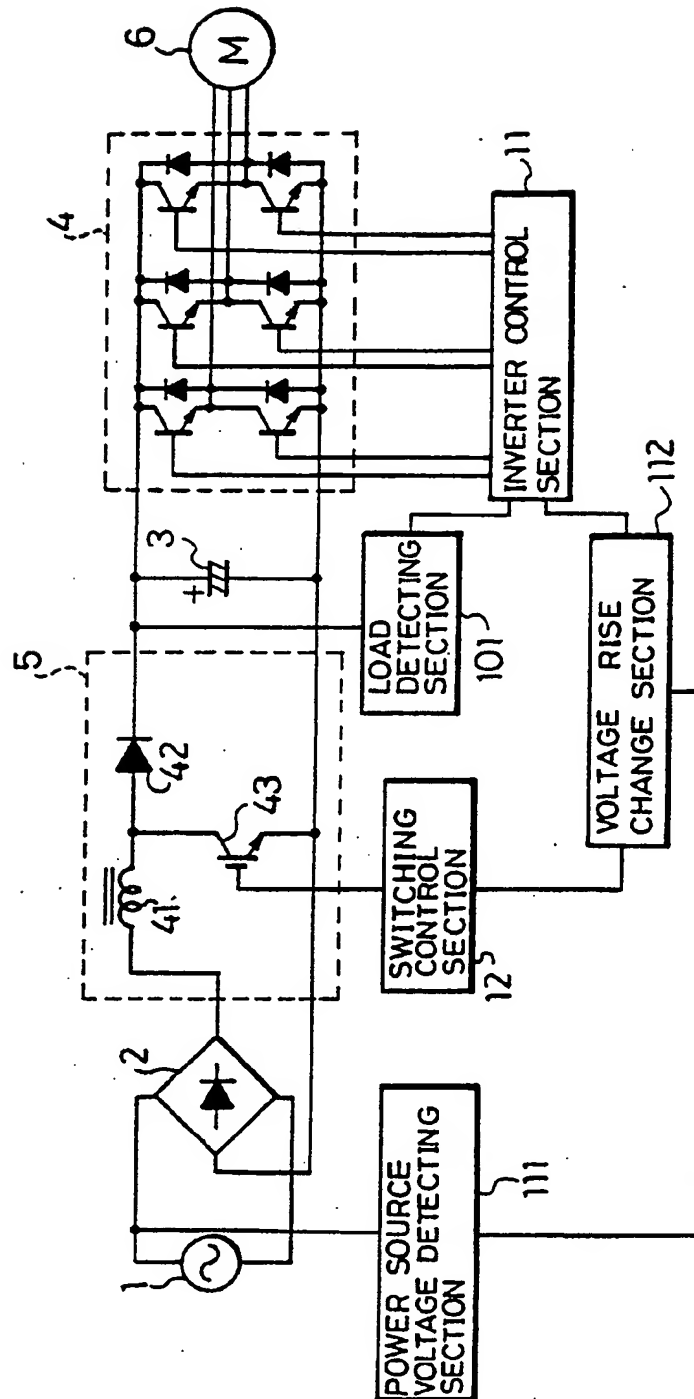 1
2
5
41
42
43
3
+
4
6
M
POWER SOURCE
VOLTAGE DETECTING
SECTION
111
SWITCHING
CONTROL
SECTION
12
LOAD
DETECTING
SECTION
101
INVERTER CONTROL
SECTION
11
VOLTAGE RISE
CHANGE SECTION
112